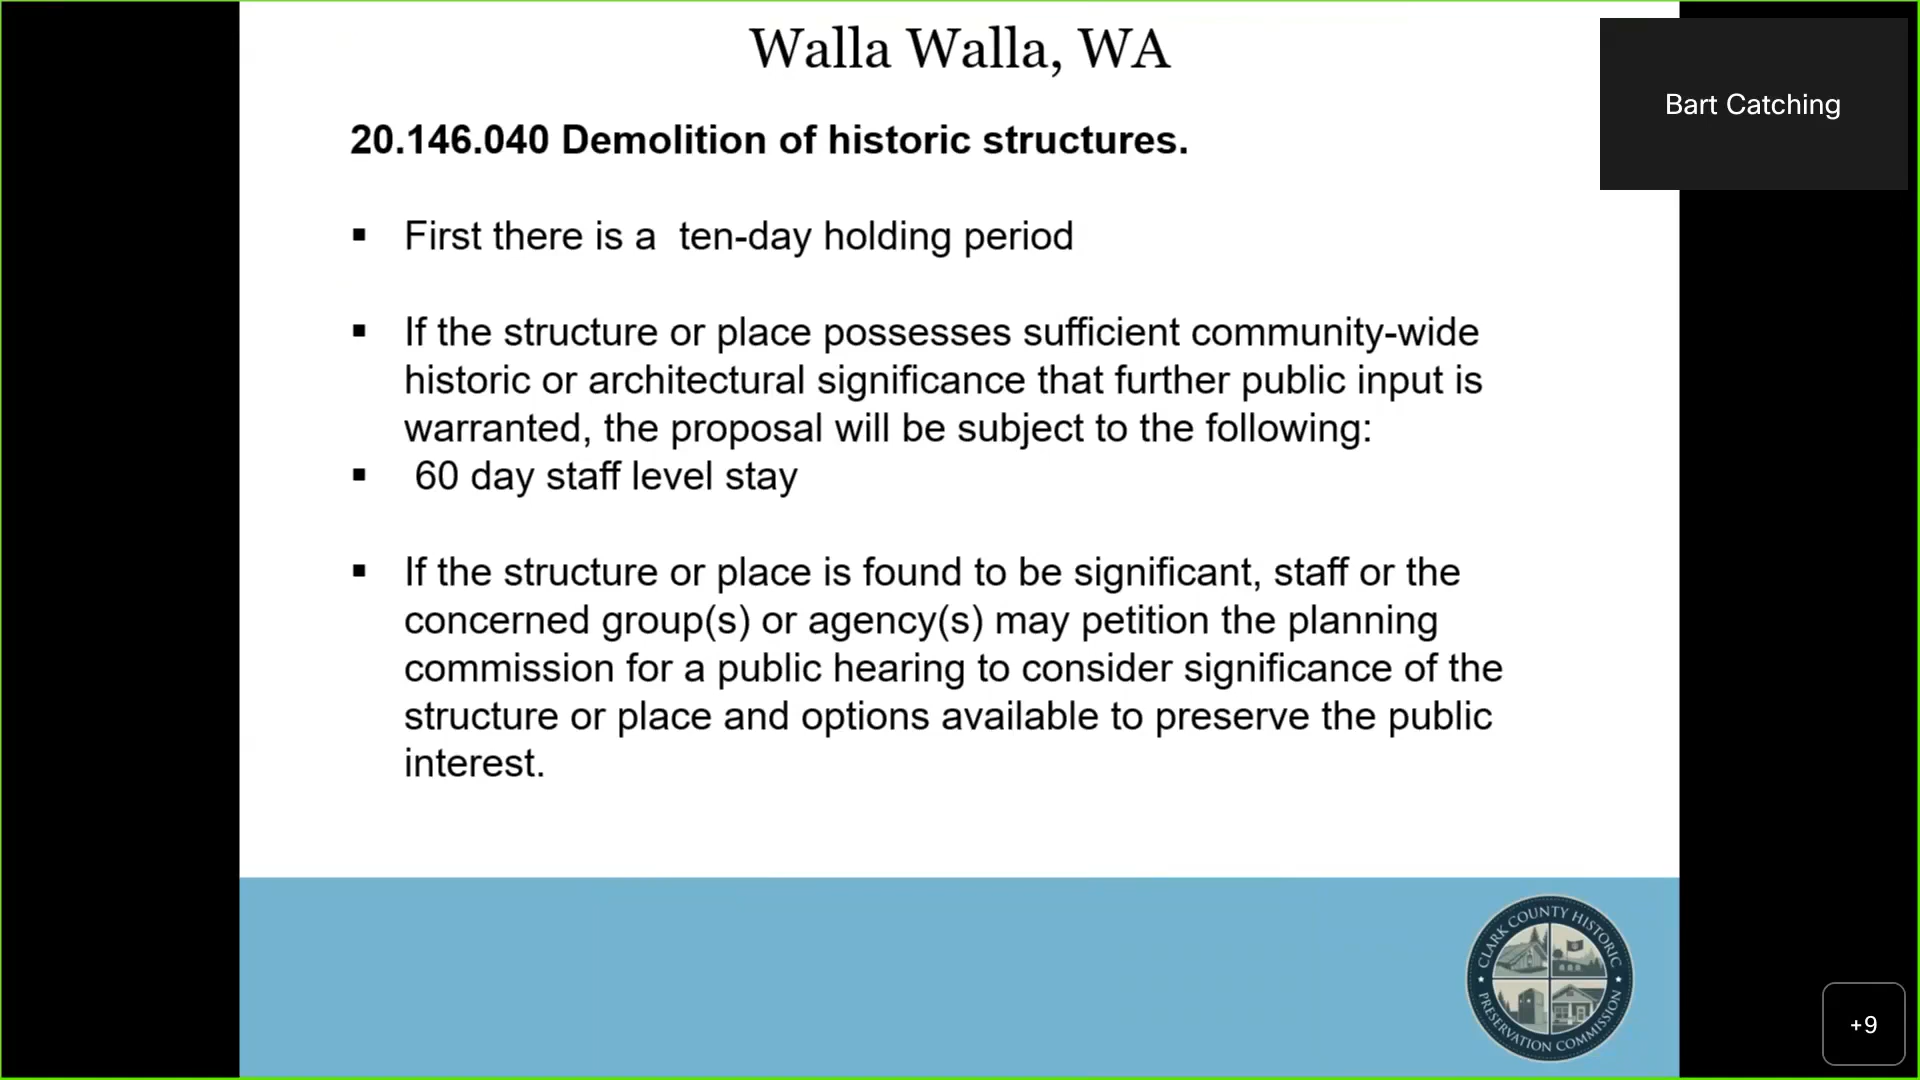 Walla Walla, WA
Bart Catching
20.146.040 Demolition of historic structures.
▪ First there is a  ten-day holding period
▪ If the structure or place possesses sufficient community-wide
historic or architectural significance that further public input is
warranted, the proposal will be subject to the following:
▪ 60 day staff level stay
▪ If the structure or place is found to be significant, staff or the
concerned group(s) or agency(s) may petition the planning
commission for a public hearing to consider significance of the
structure or place and options available to preserve the public
interest.
CLARK COUNTY HISTORIC
PRESERVATION COMMISSION
+9